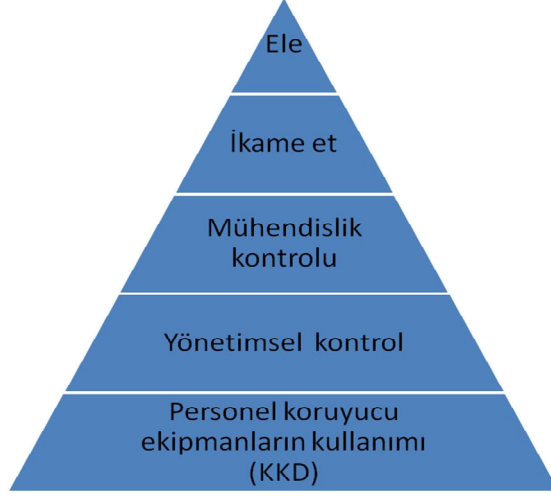 Ele
İkame et
Mühendislik
kontrolu
Yönetimsel kontrol
Personel koruyucu
ekipmanların kullanımı
(KKD)